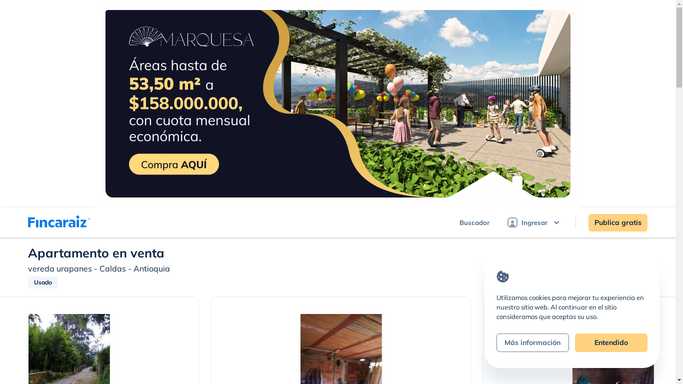 MARQUESA
Áreas hasta de
53,50 m² a
$158.000.000,
con cuota mensual
económica.
Compra AQUÍ
Fincaraiz
Buscador
Ingresar
Publica gratis
Apartamento en venta
vereda urapanes - Caldas - Antioquia
Usado
Utilizamos cookies para mejorar tu experiencia en
nuestro sitio web. Al continuar en el sitio
consideramos que aceptas su uso.
Más información
Entendido